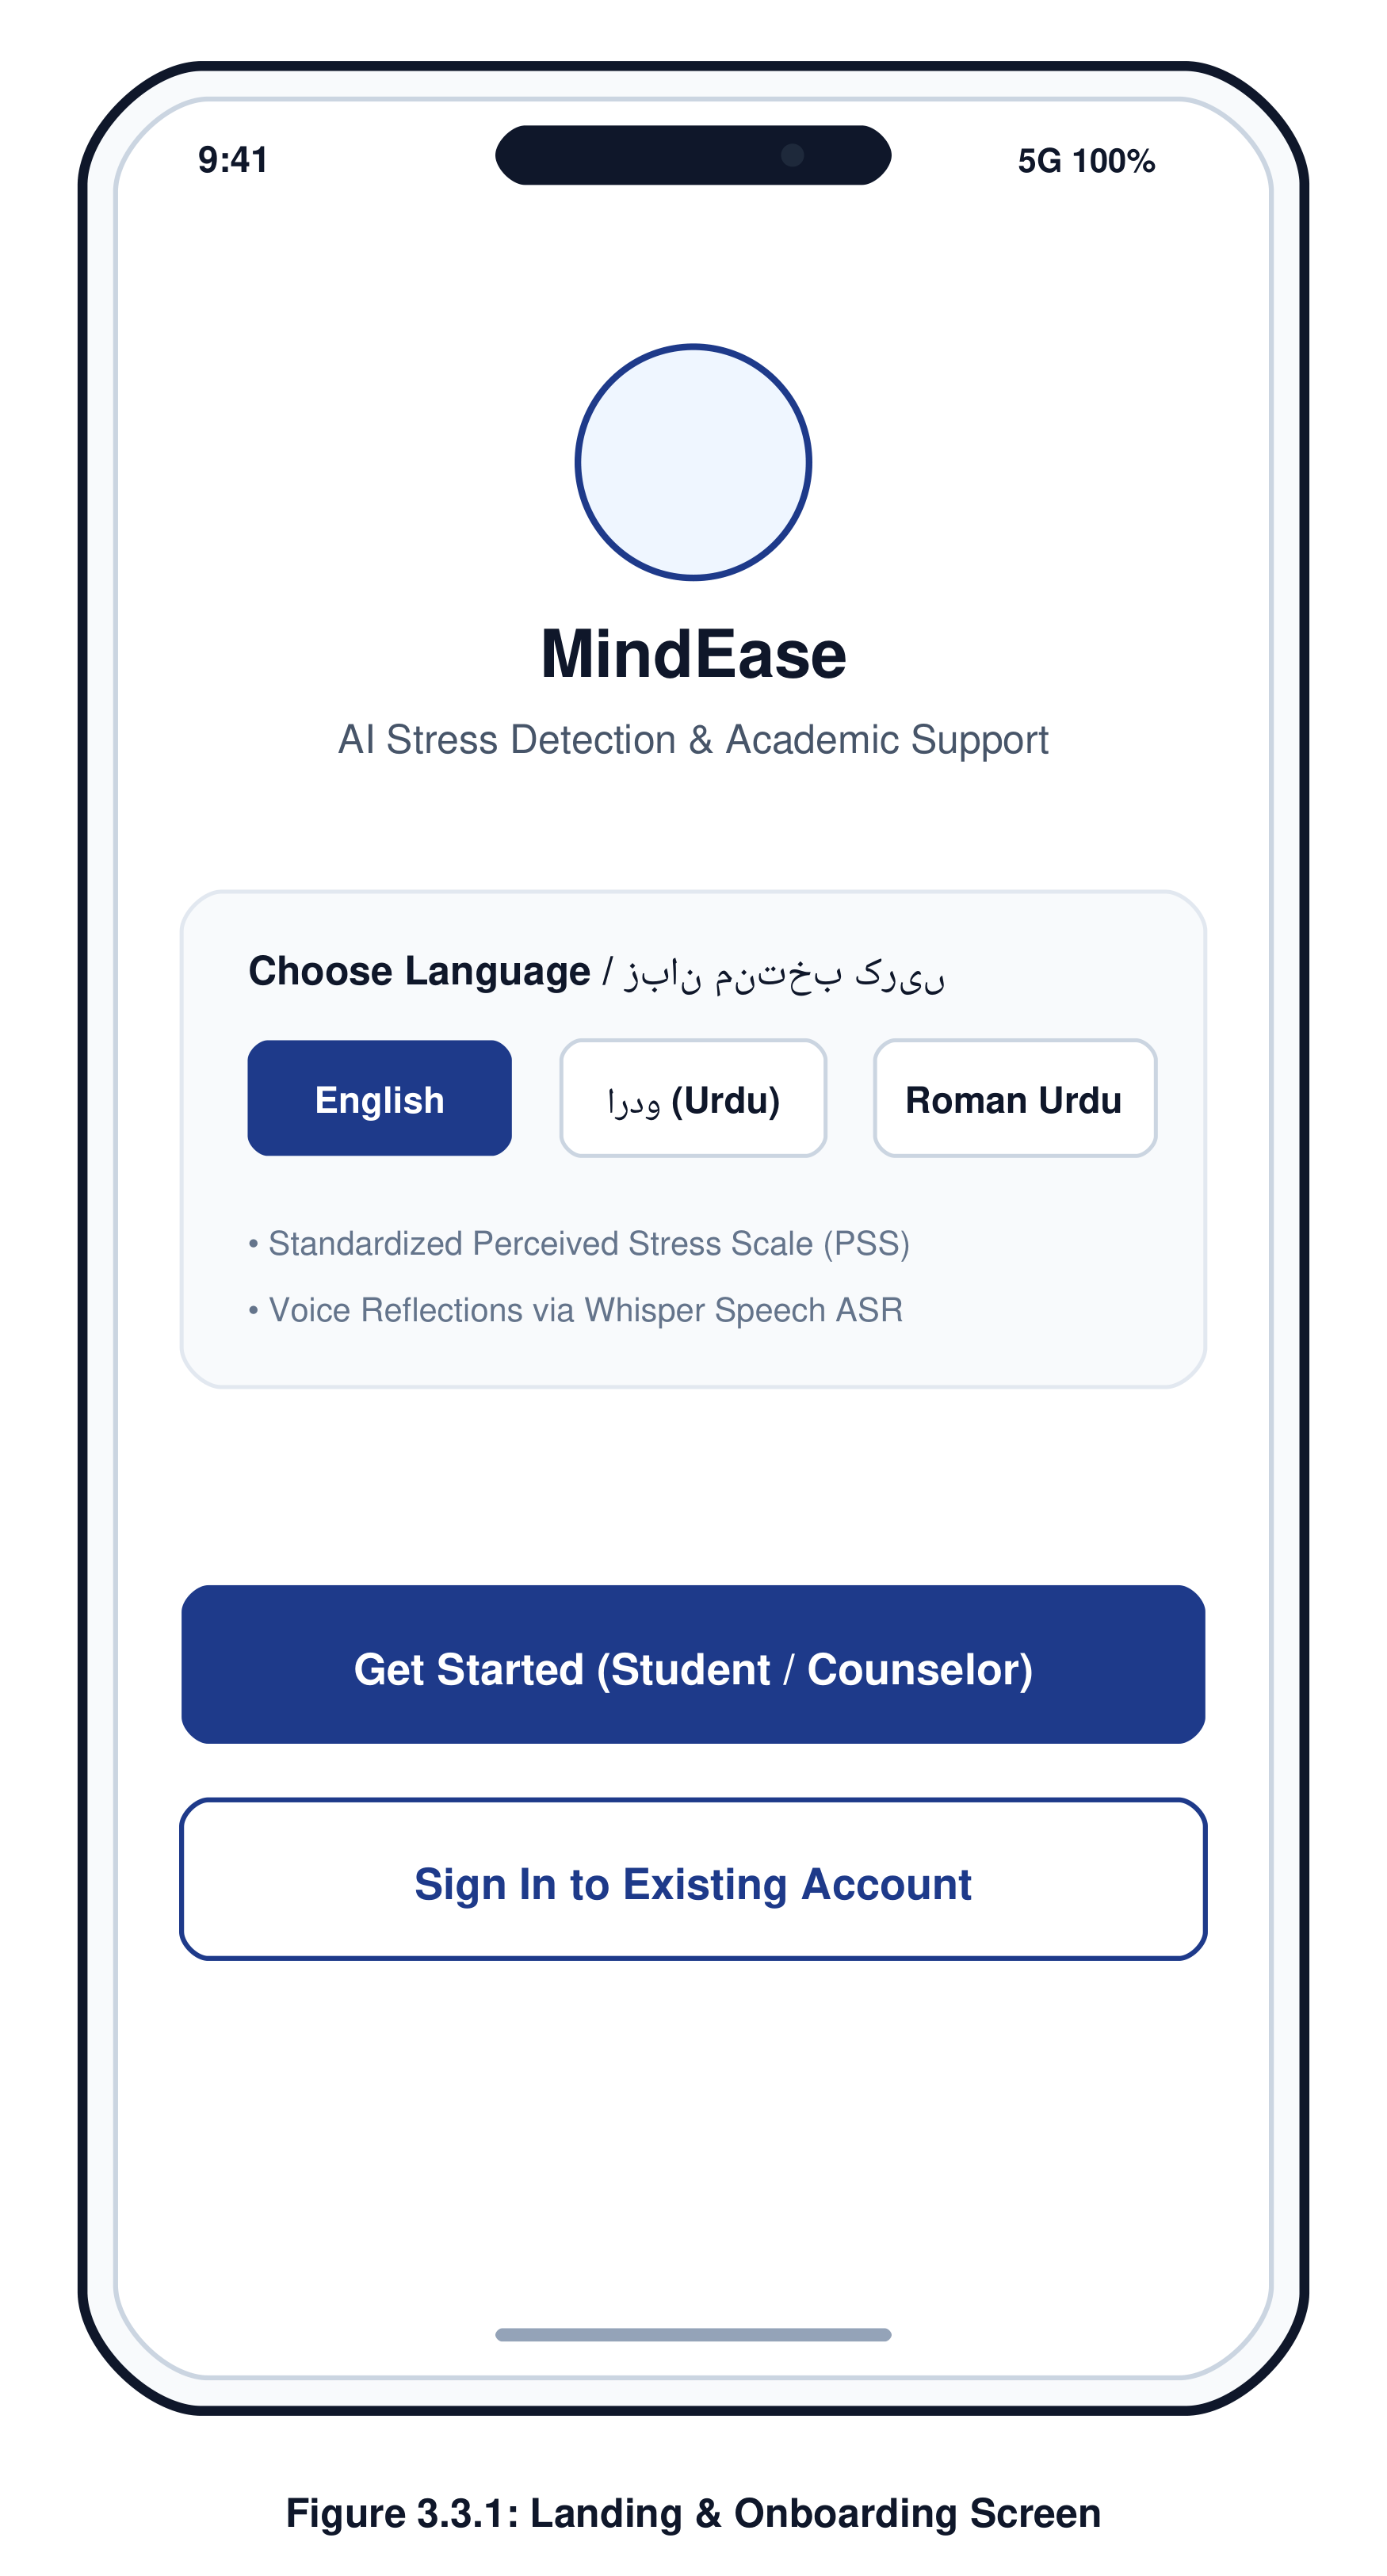 9:41
5G 100%
MindEase
AI Stress Detection & Academic Support
Choose Language / زبان منتخب کریں
English
اردو (Urdu)
Roman Urdu
• Standardized Perceived Stress Scale (PSS)
• Voice Reflections via Whisper Speech ASR
Get Started (Student / Counselor)
Sign In to Existing Account
Figure 3.3.1: Landing & Onboarding Screen